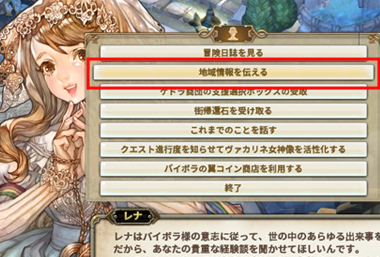 冒険日誌を見る
地域情報を伝える
ケドラ商団の支援選択ボックスの受取
街帰還石を受け取る
これまでのことを話す
クエスト進行度を知らせてヴァカリネ女神像を活性化する
バイボラの翼コイン商店を利用する
終了
レナ
レナはバイボラ様の意志に従って、世の中のあらゆる出来事を
だから、あなたの貴重な経験談を聞かせてほしいんです。